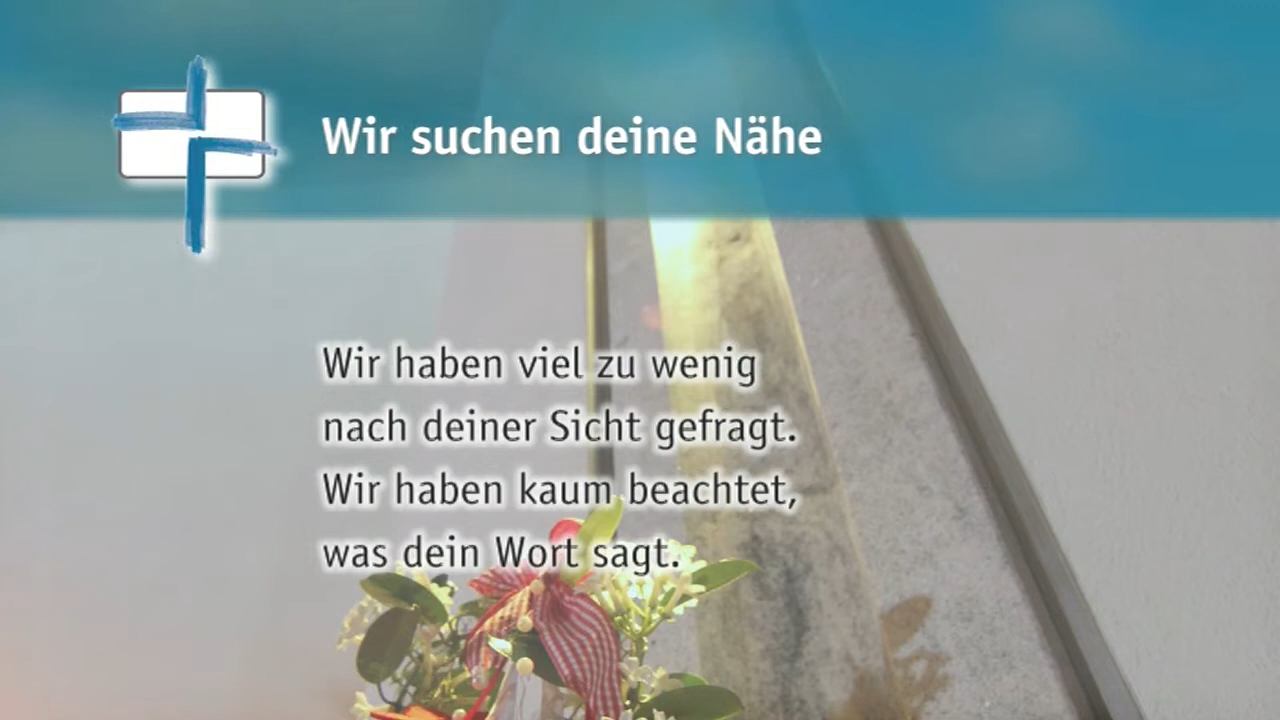 Wir suchen deine Nähe
Wir haben viel zu wenig
nach deiner Sicht gefragt.
Wir haben kaum beachtet,
was dein Wort sagt.